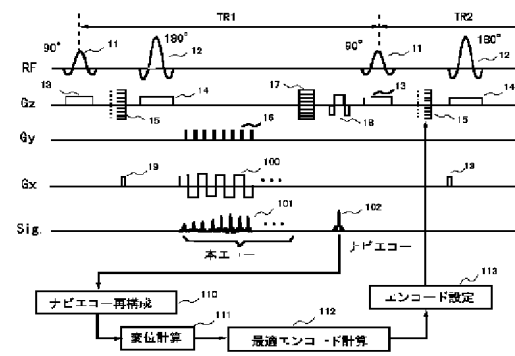 TR1 TR2
90° 11 180° 12 90° 11 180° 12
RF
13 14 17 13 14
Gz
15 18 15
16
Gy
19 100 13
Gx
101 102
Sig.
本エコー ナビエコー
113
ナビエコー再構成 110 エンコード設定
111 112
変位計算 最適エンコード計算